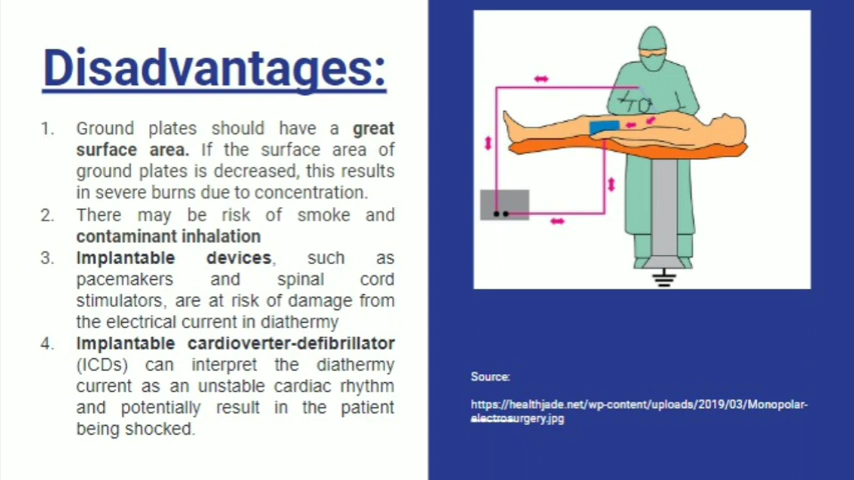 Disadvantages:
1. Ground plates should have a great
surface area. If the surface area of
ground plates is decreased, this results
in severe burns due to concentration.
2. There may be risk of smoke and
contaminant inhalation
3. Implantable devices, such as
pacemakers and spinal cord
stimulators, are at risk of damage from
the electrical current in diathermy
4. Implantable cardioverter-defibrillator
(ICDs) can interpret the diathermy
current as an unstable cardiac rhythm
and potentially result in the patient
being shocked.
Source:
https://healthjade.net/wp-content/uploads/2019/03/Monopolar-
electrosurgery.jpg